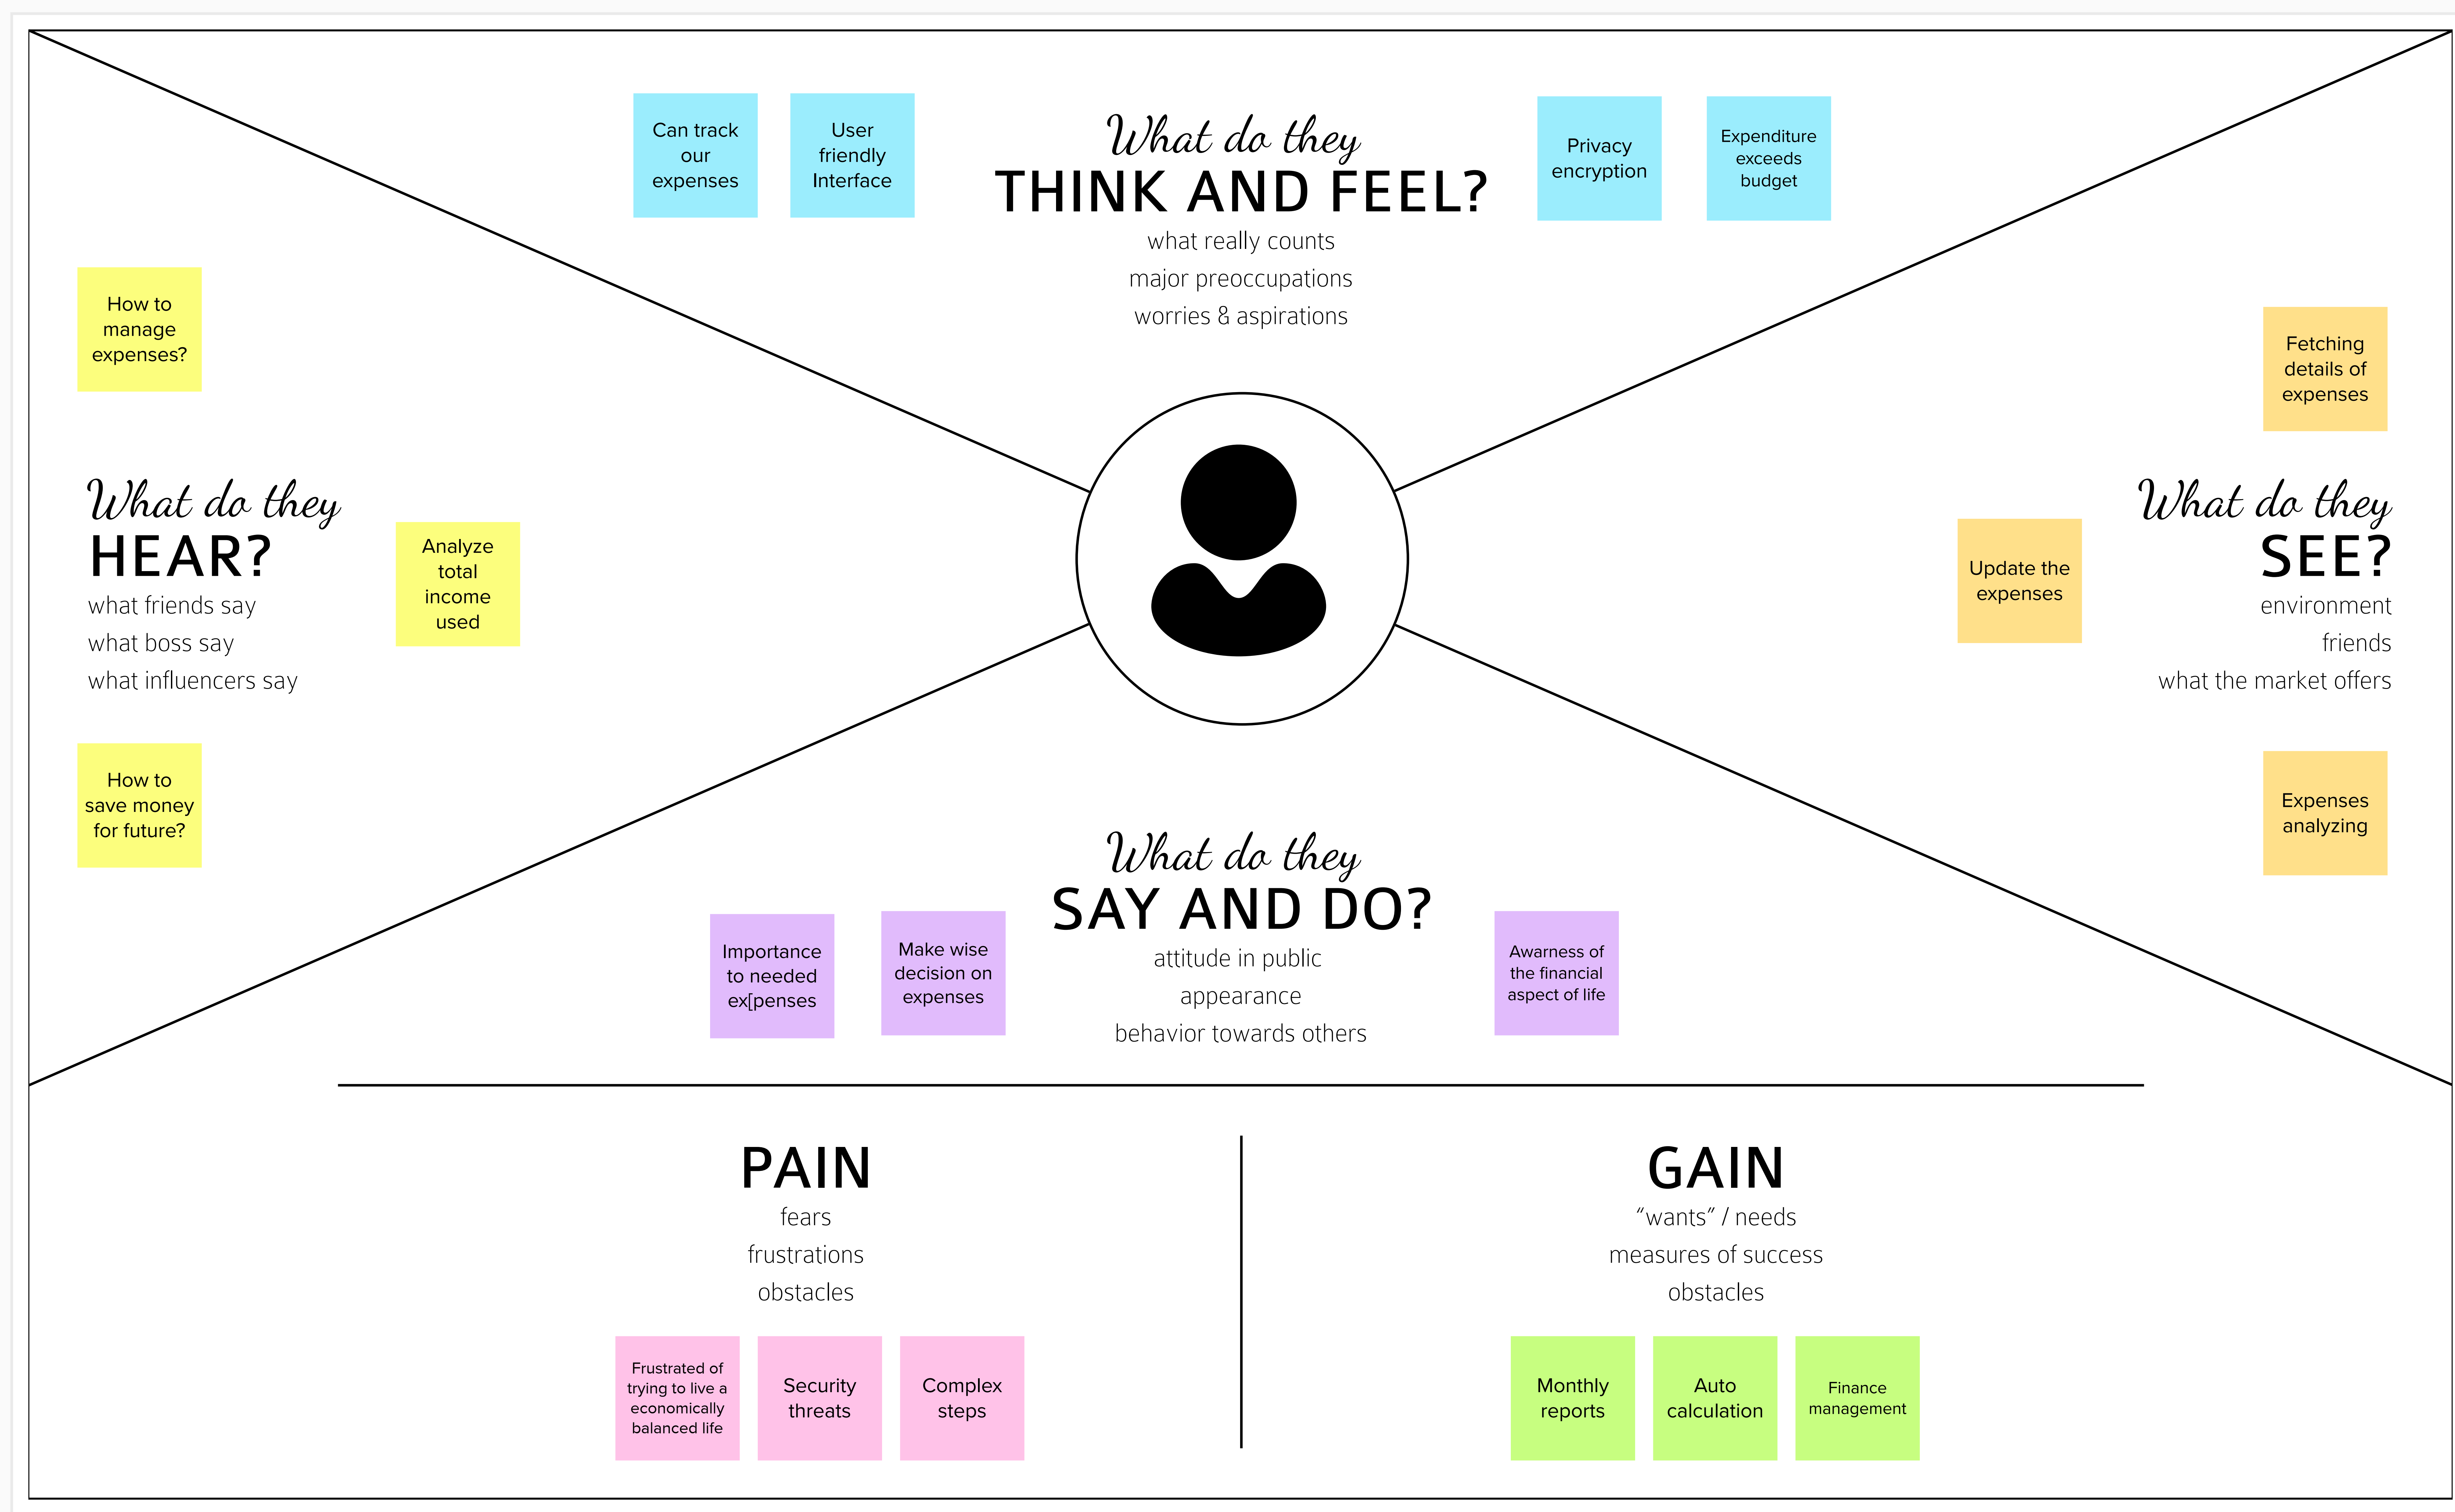 Can track
our
expenses
User
friendly
Interface
What do they
THINK AND FEEL?
what really counts
major preoccupations
worries & aspirations
Privacy
encryption
Expenditure
exceeds
budget
How to
manage
expenses?
What do they
HEAR?
what friends say
what boss say
what influencers say
Analyze
total
income
used
How to
save money
for future?
Fetching
details of
expenses
Update the
expenses
What do they
SEE?
environment
friends
what the market offers
Expenses
analyzing
What do they
SAY AND DO?
attitude in public
appearance
behavior towards others
Importance
to needed
ex[penses
Make wise
decision on
expenses
Awarness of
the financial
aspect of life
PAIN
fears
frustrations
obstacles
Frustrated of
trying to live a
economically
balanced life
Security
threats
Complex
steps
GAIN
“wants” / needs
measures of success
obstacles
Monthly
reports
Auto
calculation
Finance
management